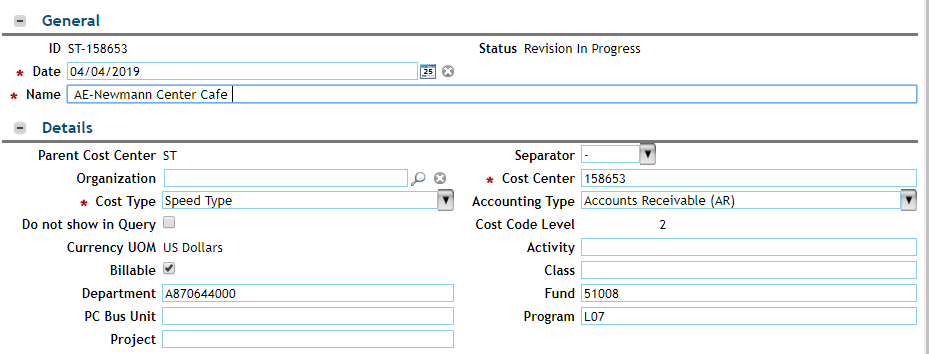 General
ID ST-158653 Status Revision In Progress
* Date 04/04/2019 25
* Name AE-Newmann Center Cafe
Details
Parent Cost Center ST Separator -
Organization * Cost Center 158653
* Cost Type Speed Type Accounting Type Accounts Receivable (AR)
Do not show in Query Cost Code Level 2
Currency UOM US Dollars Activity
Billable Class
Department A870644000 Fund 51008
PC Bus Unit Program L07
Project